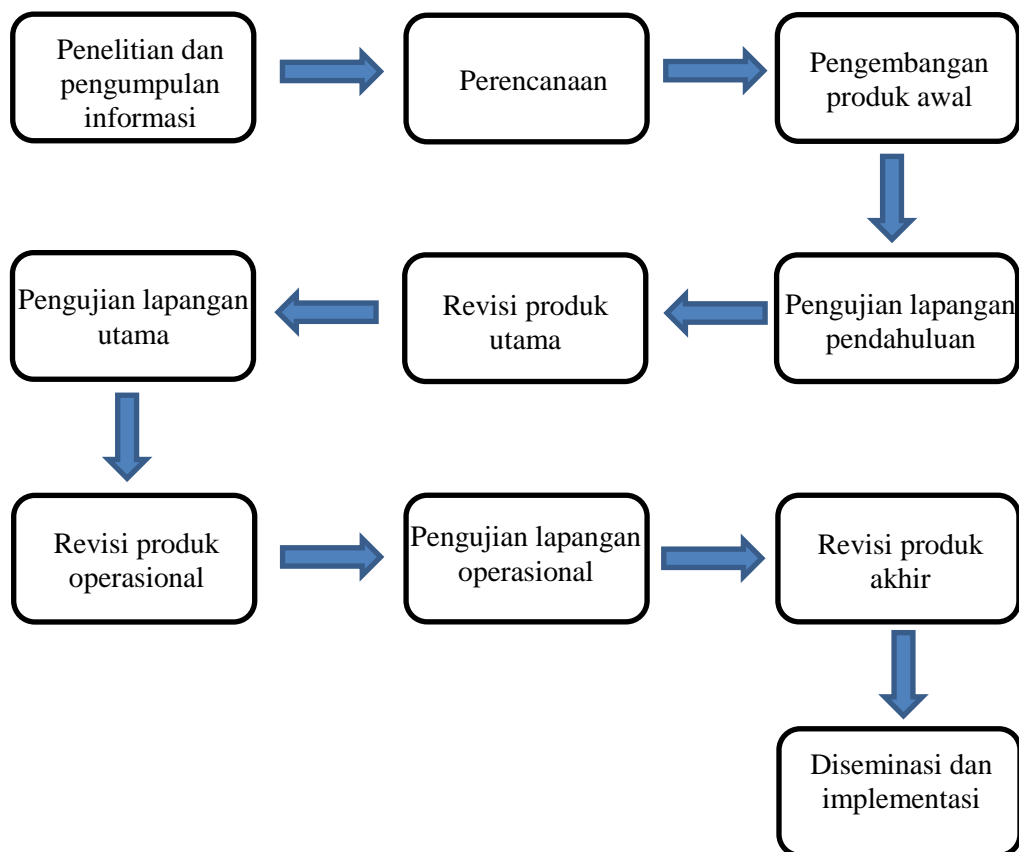 Penelitian dan
pengumpulan
informasi
Perencanaan
Pengembangan
produk awal
Pengujian lapangan
pendahuluan
Revisi produk
utama
Pengujian lapangan
utama
Revisi produk
operasional
Pengujian lapangan
operasional
Revisi produk
akhir
Diseminasi dan
implementasi